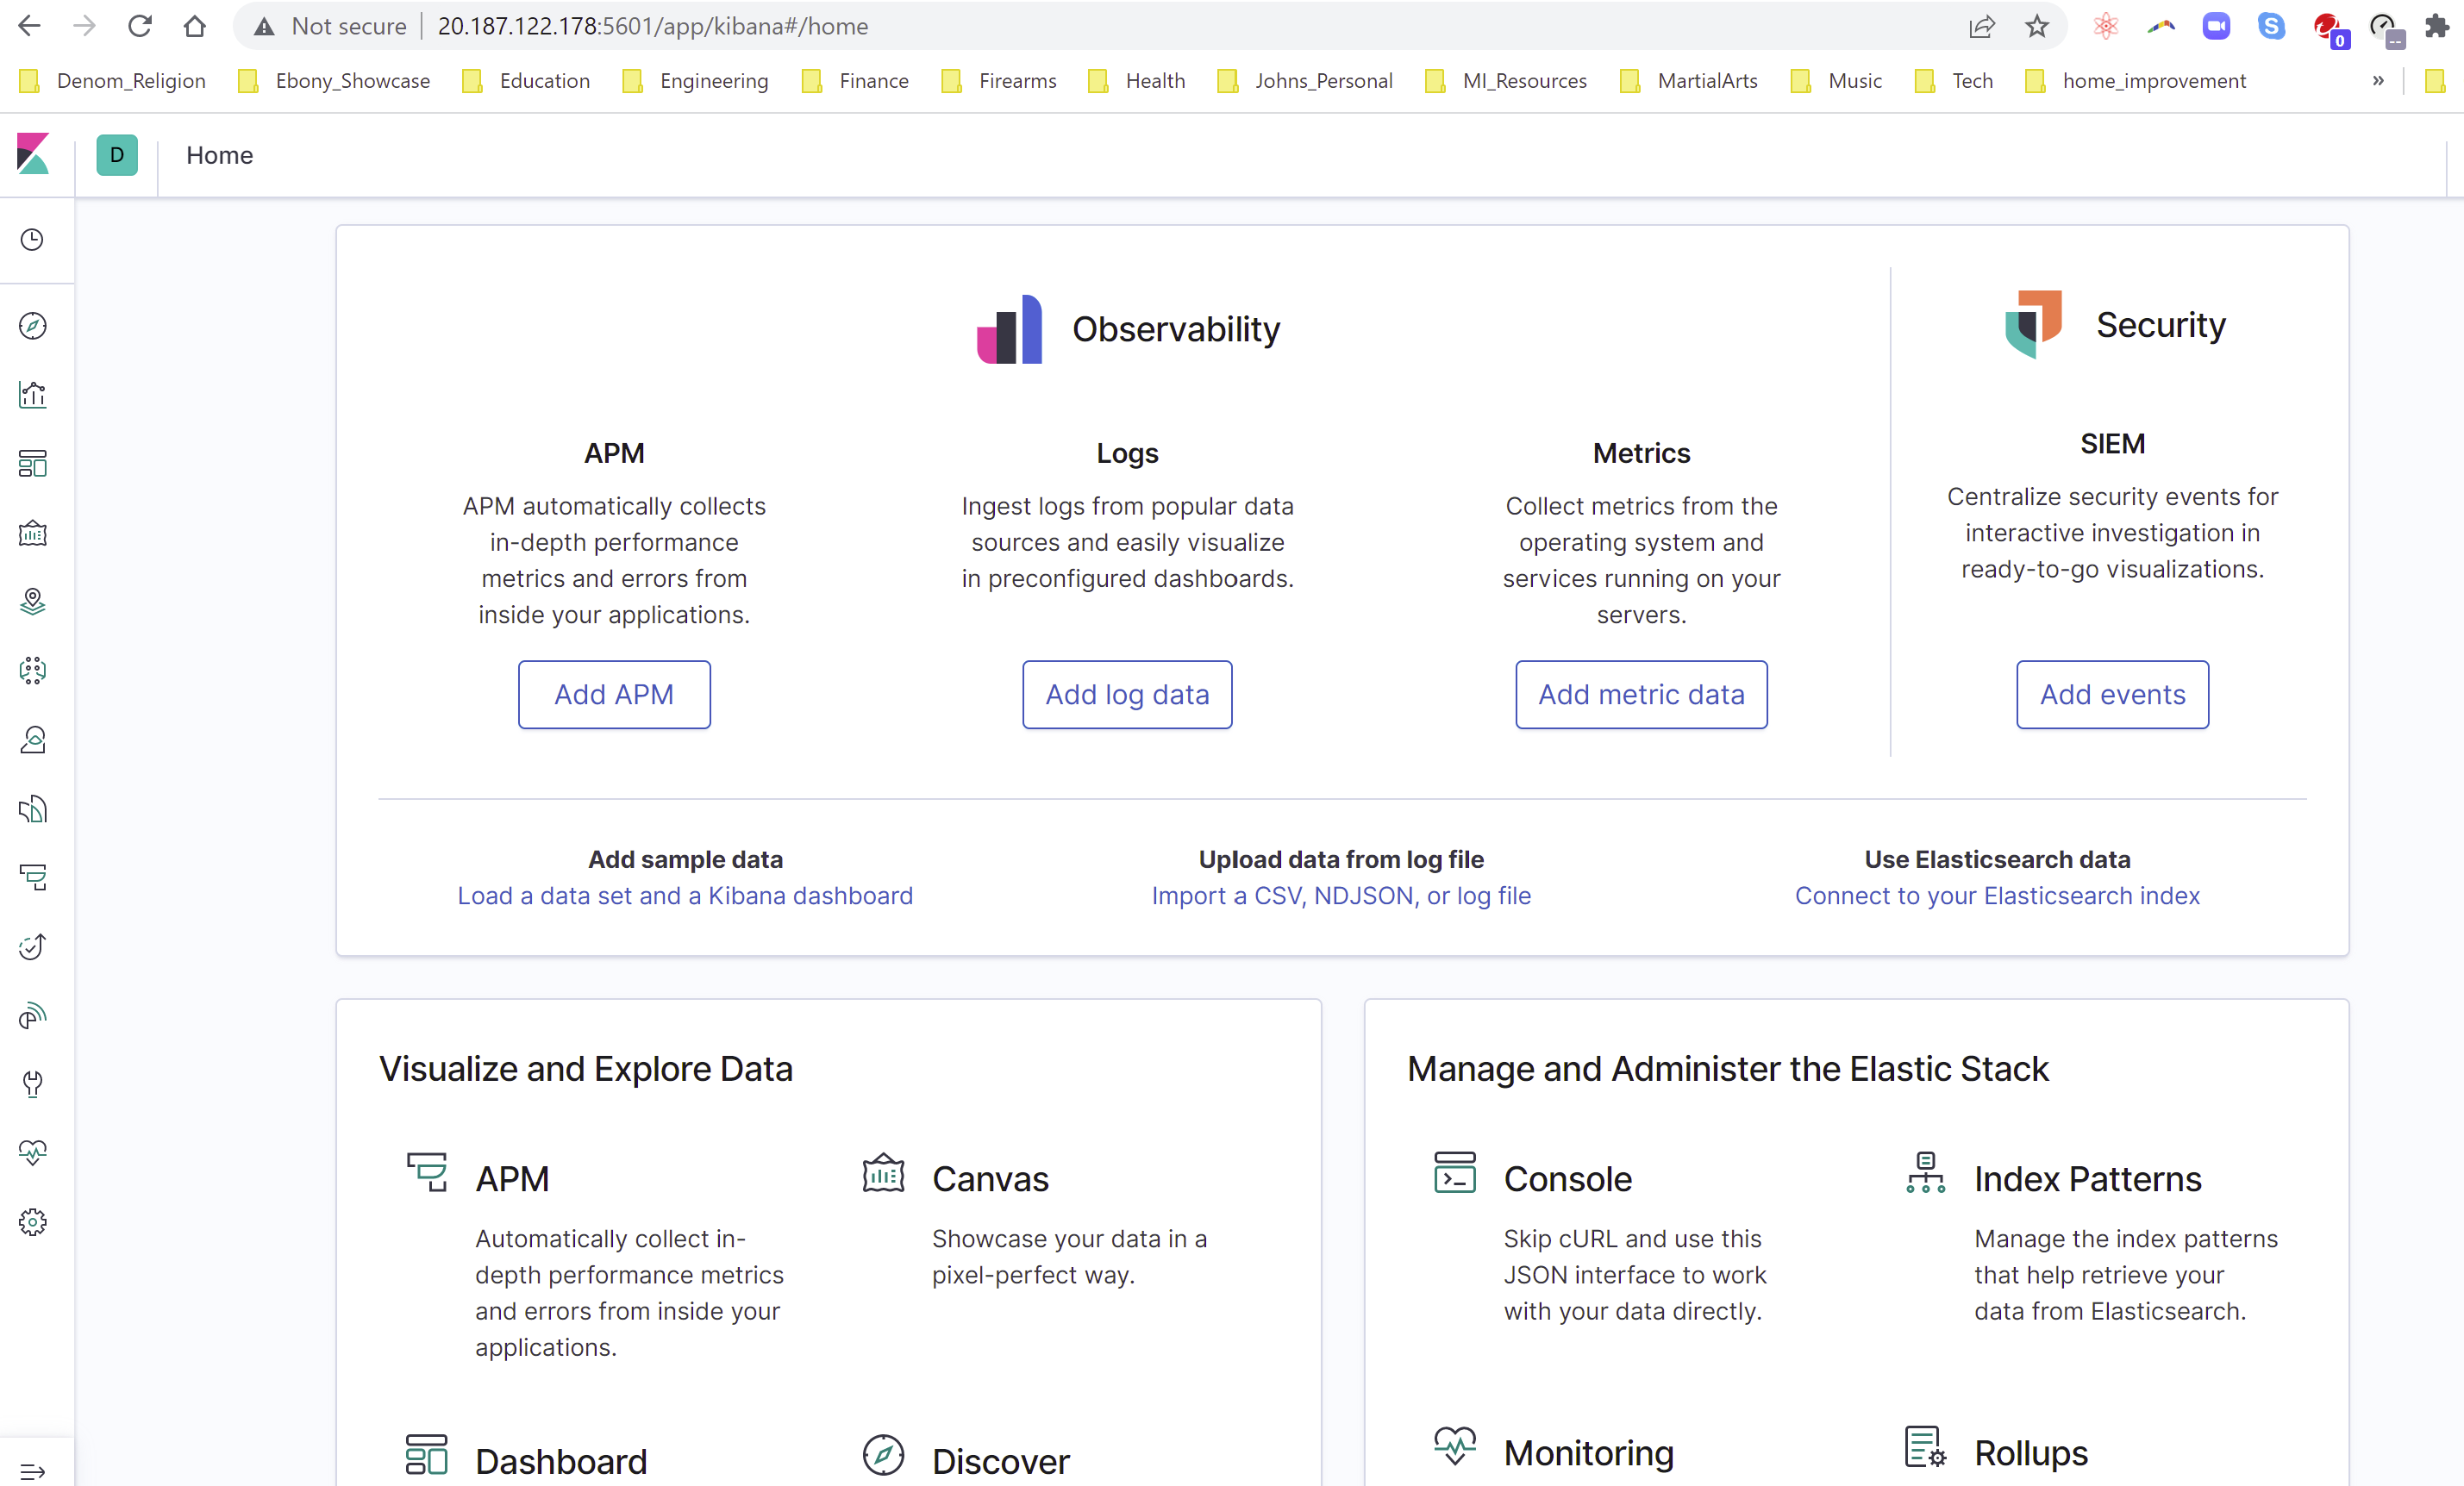 Not secure 20.187.122.178:5601/app/kibana#/home
0
Denom_Religion Ebony_Showcase Education Engineering Finance Firearms Health Johns_Personal MI_Resources MartialArts Music Tech home_improvement »
D Home
Observability
APM
APM automatically collects
in-depth performance
metrics and errors from
inside your applications.
Add APM
Logs
Ingest logs from popular data
sources and easily visualize
in preconfigured dashboards.
Add log data
Metrics
Collect metrics from the
operating system and
services running on your
servers.
Add metric data
Security
SIEM
Centralize security events for
interactive investigation in
ready-to-go visualizations.
Add events
Add sample data
Load a data set and a Kibana dashboard
Upload data from log file
Import a CSV, NDJSON, or log file
Use Elasticsearch data
Connect to your Elasticsearch index
Visualize and Explore Data
APM
Automatically collect in-
depth performance metrics
and errors from inside your
applications.
Canvas
Showcase your data in a
pixel-perfect way.
Dashboard
Discover
Manage and Administer the Elastic Stack
Console
Skip cURL and use this
JSON interface to work
with your data directly.
Index Patterns
Manage the index patterns
that help retrieve your
data from Elasticsearch.
Monitoring
Rollups